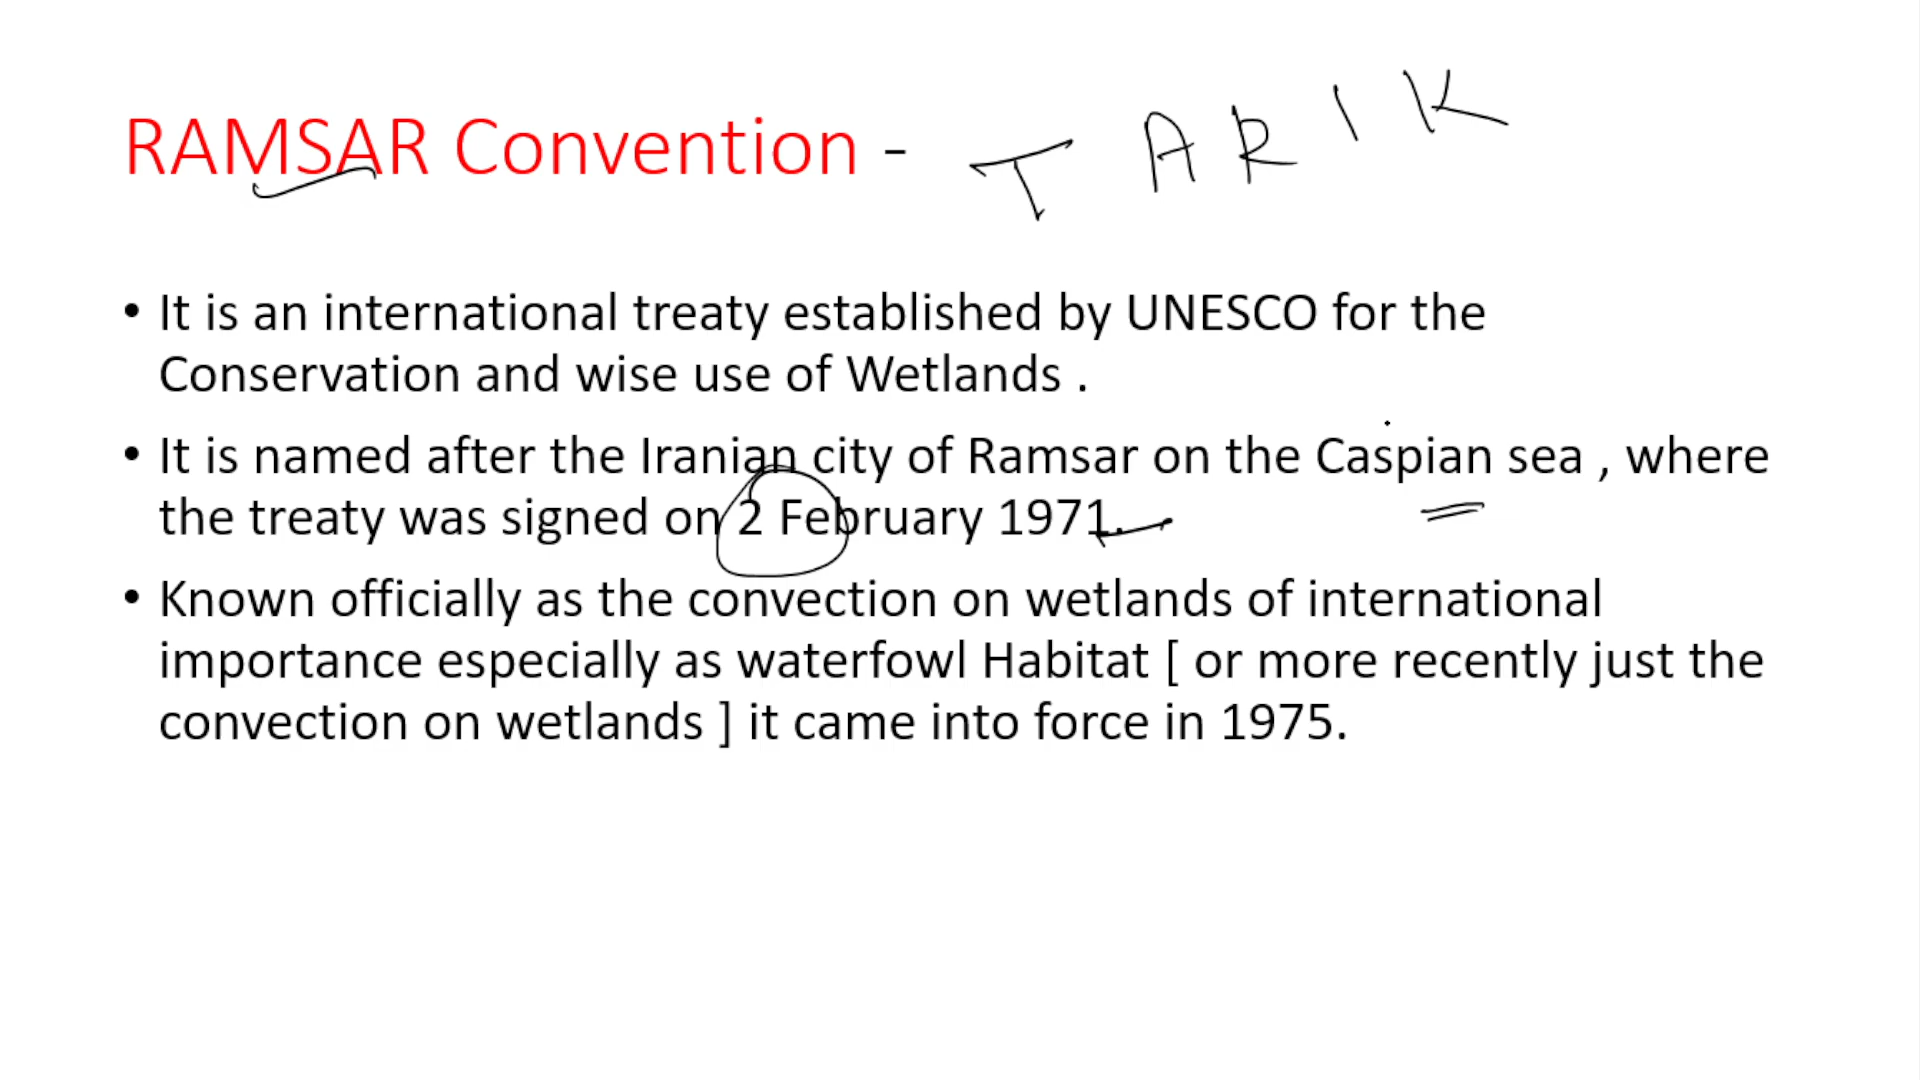 RAMSAR Convention - TARIK
• It is an international treaty established by UNESCO for the
Conservation and wise use of Wetlands .
• It is named after the Iranian city of Ramsar on the Caspian sea , where
the treaty was signed on 2 February 1971.
• Known officially as the convection on wetlands of international
importance especially as waterfowl Habitat [ or more recently just the
convection on wetlands ] it came into force in 1975.